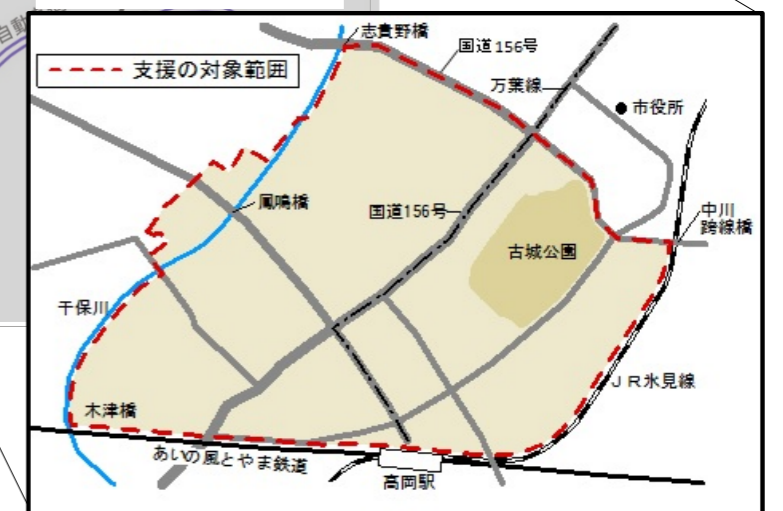 自動
支援の対象範囲
志貴野橋
国道156号
万葉線
市役所
鳳鳴橋
国道156号
中川
跨線橋
古城公園
千保川
JR氷見線
木津橋
あいの風とやま鉄道
高岡駅